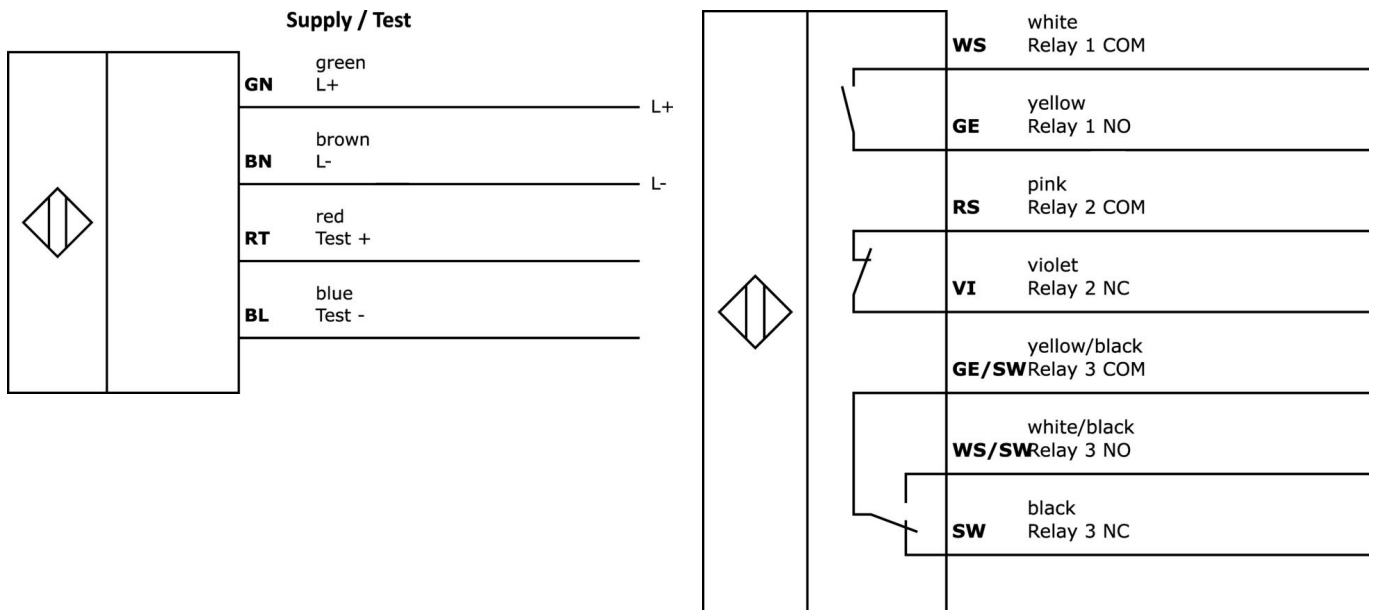 Supply / Test
green
GN L+
L+
brown
BN L-
L-
red
RT Test +
blue
BL Test -
white
WS Relay 1 COM
yellow
GE Relay 1 NO
pink
RS Relay 2 COM
violet
VI Relay 2 NC
yellow/black
GE/SW Relay 3 COM
white/black
WS/SW Relay 3 NO
black
SW Relay 3 NC